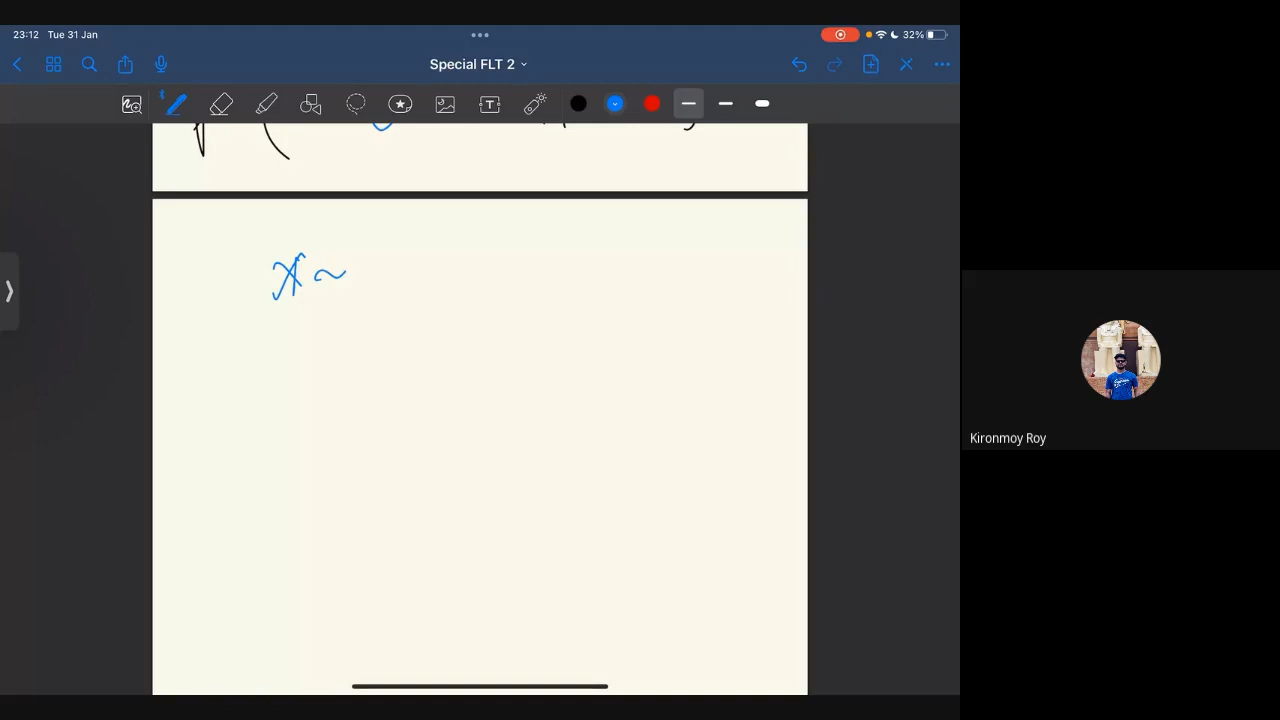 23:12 Tue 31 Jan 32%
Special FLT 2
T
X ~
Kironmoy Roy